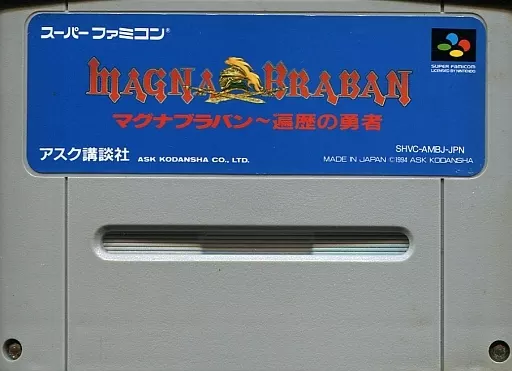 スーパーファミコン®
SUPER FAMICOM
LICENSED BY NINTENDO
MAGNA BRABAN
マグナブラバン〜遍歴の勇者
SHVC-AMBJ-JPN
アスク講談社 ASK KODANSHA CO., LTD.
MADE IN JAPAN ©1994 ASK KODANSHA